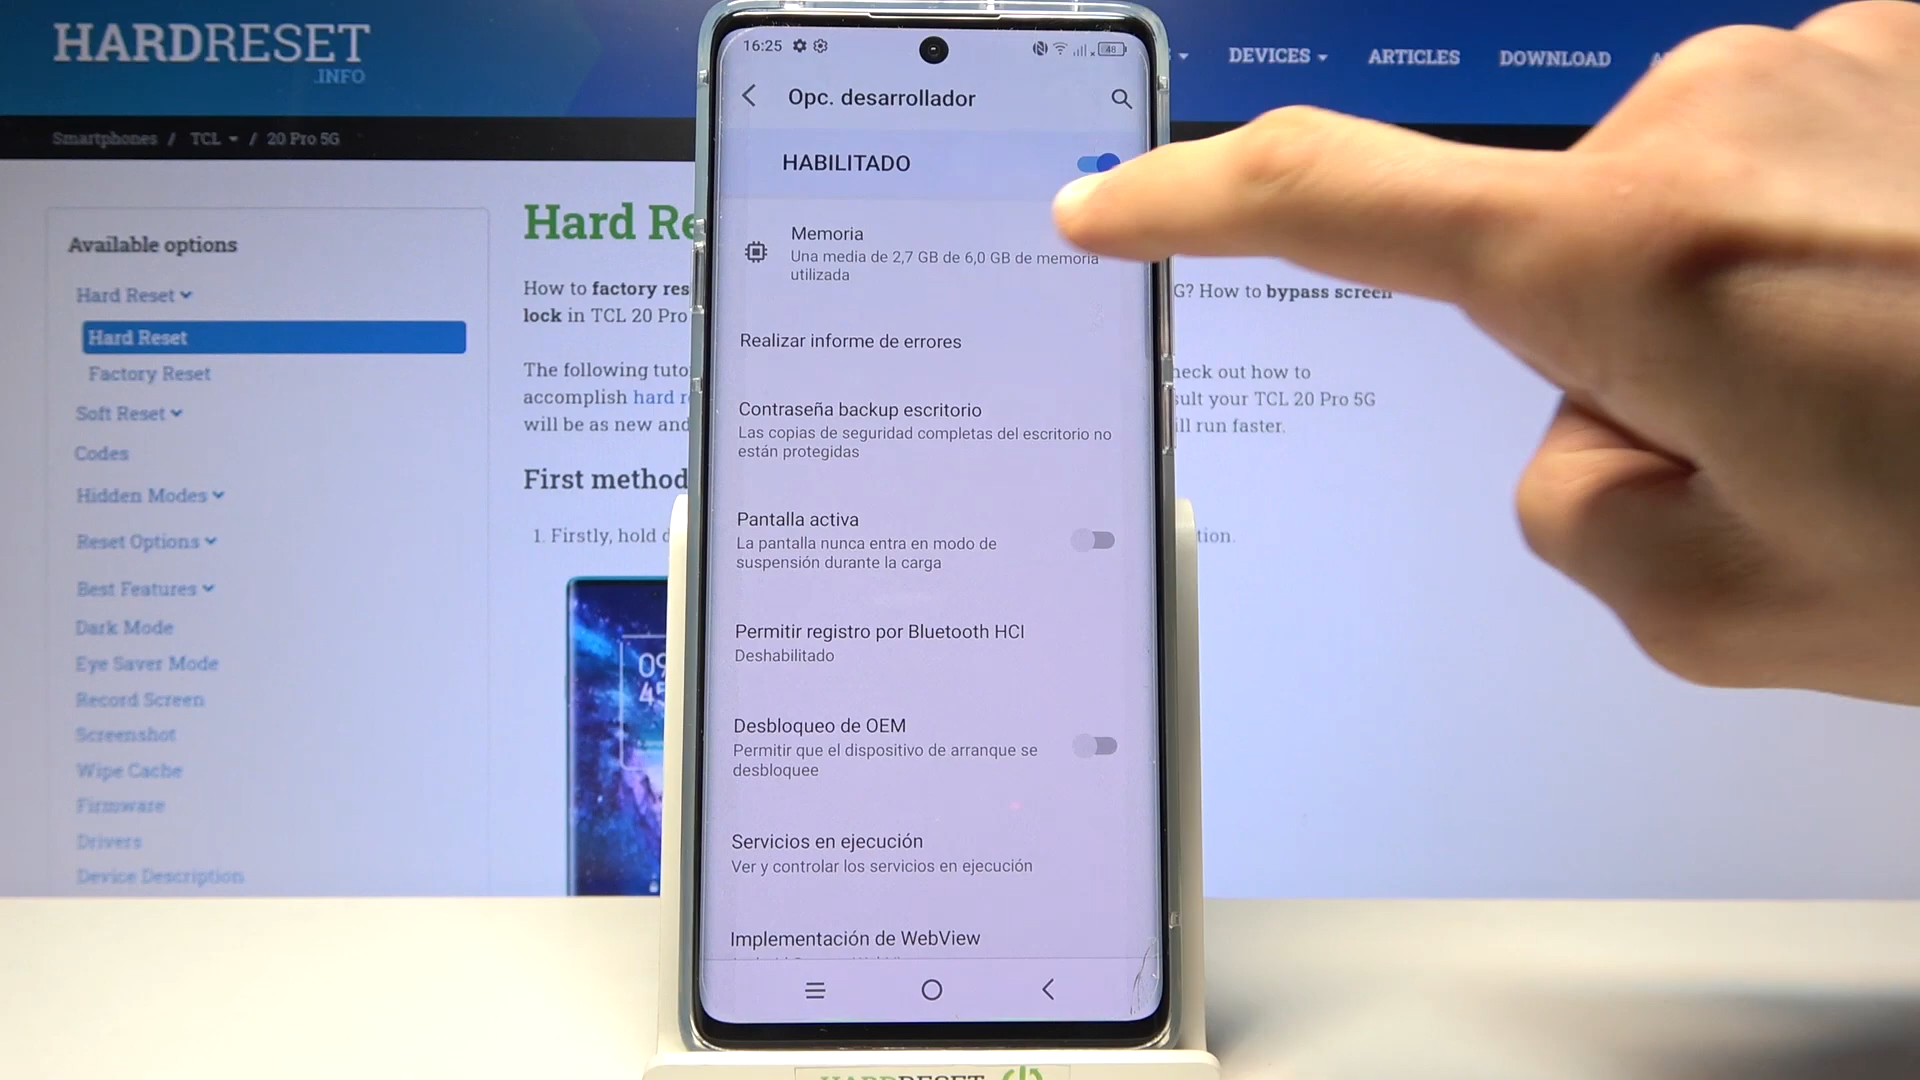 HARDRESET
.INFO
DEVICES
ARTICLES
DOWNLOAD
Smartphones / TCL / 20 Pro 5G
Available options
Hard Reset
Hard Reset
Factory Reset
Soft Reset
Codes
Hidden Modes
Reset Options
Best Features
Dark Mode
Eye Saver Mode
Record Screen
Screenshot
Wipe Cache
Firmware
Drivers
Device Description
Hard Re
How to factory res
G? How to bypass screen
lock in TCL 20 Pro
The following tuto
heck out how to
accomplish hard r
sult your TCL 20 Pro 5G
will be as new and
ill run faster.
First method
1. Firstly, hold d
tion.
16:25
48
Opc. desarrollador
HABILITADO
Memoria
Una media de 2,7 GB de 6,0 GB de memoria
utilizada
Realizar informe de errores
Contraseña backup escritorio
Las copias de seguridad completas del escritorio no
están protegidas
Pantalla activa
La pantalla nunca entra en modo de
suspensión durante la carga
Permitir registro por Bluetooth HCI
Deshabilitado
Desbloqueo de OEM
Permitir que el dispositivo de arranque se
desbloquee
Servicios en ejecución
Ver y controlar los servicios en ejecución
Implementación de WebView
HARDRESET